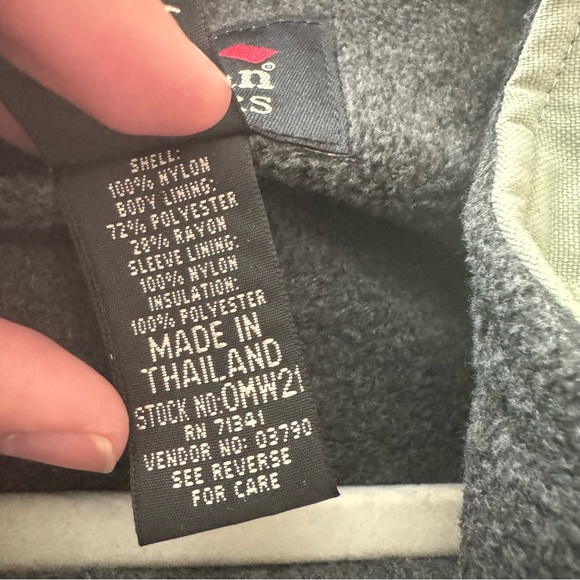 SHELL:
100% NYLON
BODY LINING:
72% POLYESTER
28% RAYON
SLEEVE LINING:
100% NYLON
INSULATION:
100% POLYESTER
MADE IN
THAILAND
STOCK NO: OMW21
RN 71341
VENDOR NO: 03790
SEE REVERSE
FOR CARE